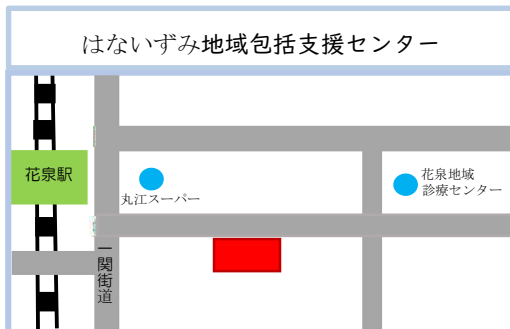 はないずみ地域包括支援センター
花泉駅
丸江スーパー
花泉地域
診療センター
一関街道